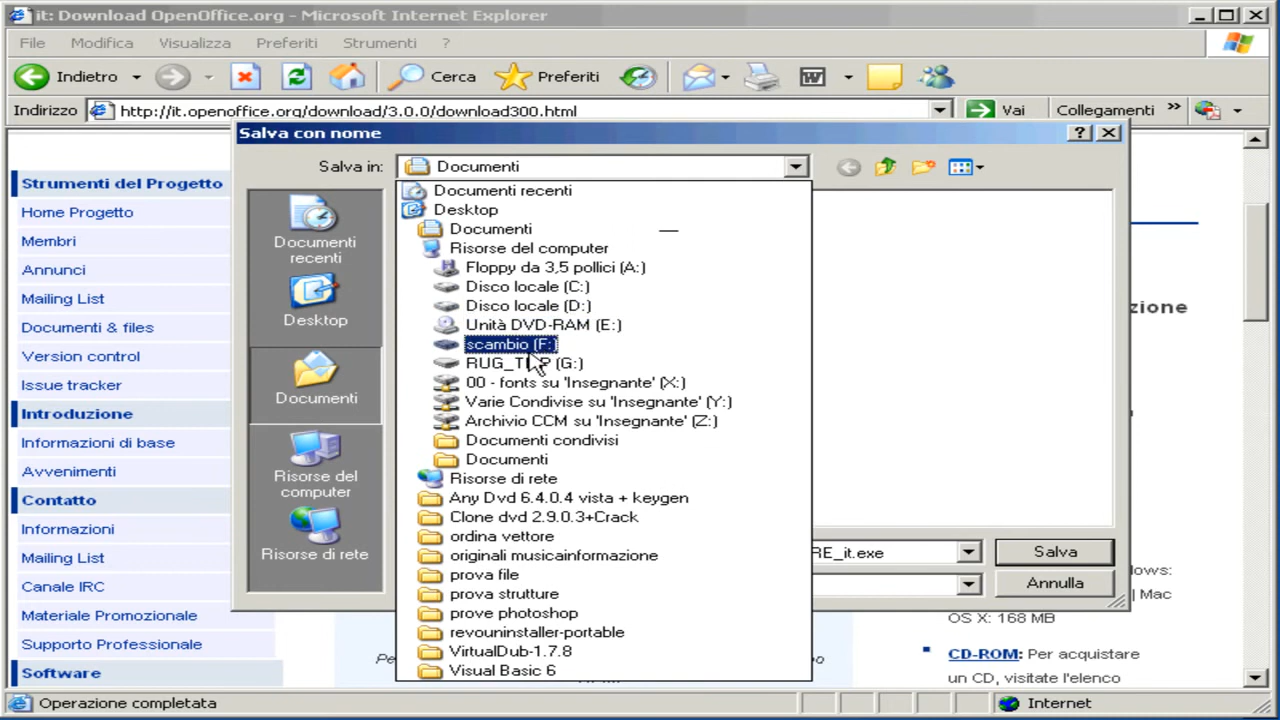 it: Download OpenOffice.org - Microsoft Internet Explorer
File Modifica Visualizza Preferiti Strumenti ?
Indietro Cerca Preferiti
Indirizzo http://it.openoffice.org/download/3.0.0/download300.html Vai Collegamenti »
Salva con nome
Salva in: Documenti
Documenti recenti
Desktop
Documenti
Risorse del computer
Floppy da 3,5 pollici (A:)
Disco locale (C:)
Disco locale (D:)
Unità DVD-RAM (E:)
scambio (F:)
(G:)
00 - fonts su 'Insegnante' (X:)
Varie Condivise su 'Insegnante' (Y:)
Archivio CCM su 'Insegnante' (Z:)
Documenti condivisi
Documenti
Risorse di rete
Any Dvd 6.4.0.4 vista + keygen
Clone dvd 2.9.0.3+Crack
ordina vettore
originali musicainformazione
prova file
prova strutture
prove photoshop
revouninstaller-portable
VirtualDub-1.7.8
Visual Basic 6
Documenti
recenti
Desktop
Documenti
Risorse del
computer
Risorse di rete
RE_it.exe
Salva
Annulla
Strumenti del Progetto
Home Progetto
Membri
Annunci
Mailing List
Documenti & files
Version control
Issue tracker
Introduzione
Informazioni di base
Avvenimenti
Contatto
Informazioni
Mailing List
Canale IRC
Materiale Promozionale
Supporto Professionale
Software
zione
lows:
| Mac
OS X: 168 MB
CD-ROM: Per acquistare
un CD, visitate l'elenco
Operazione completata
Internet